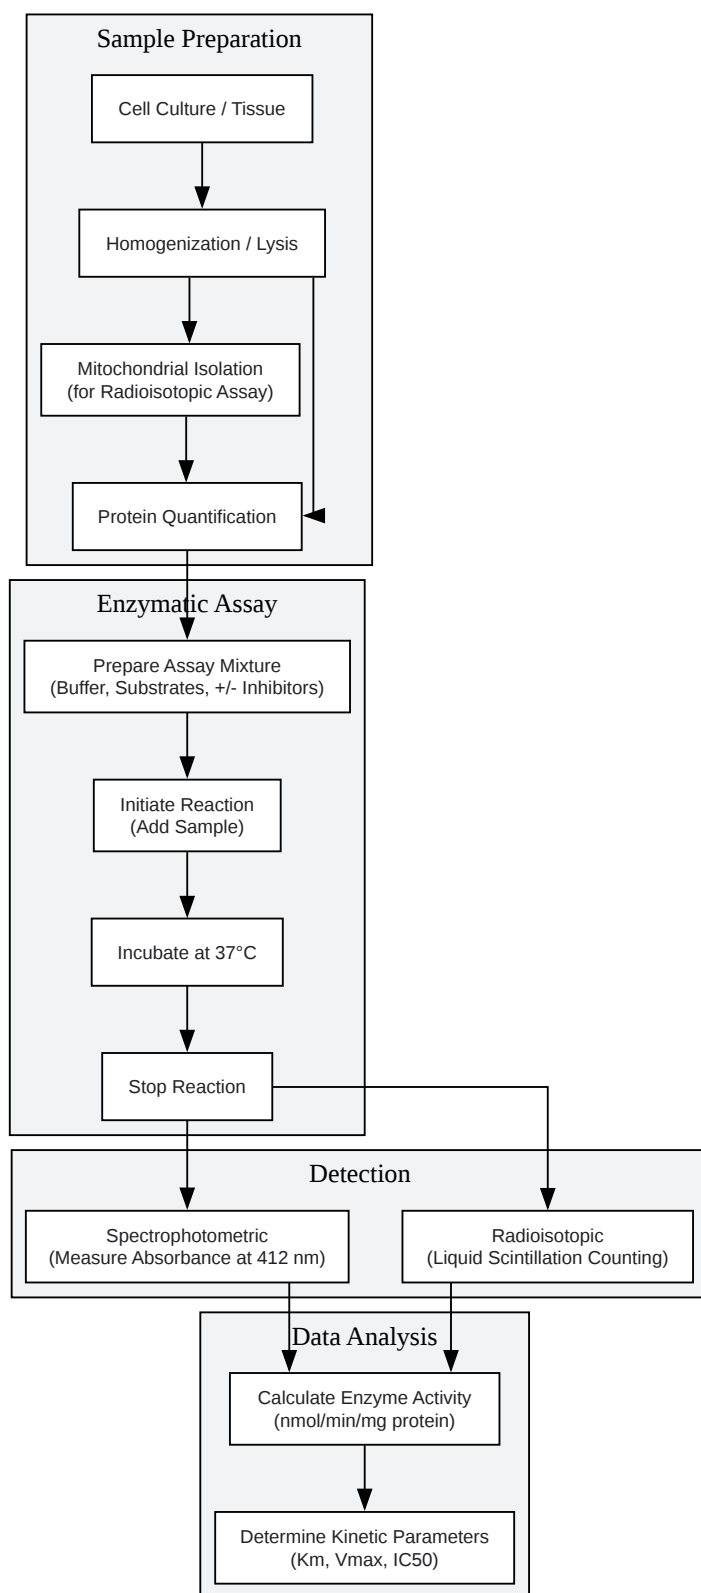 Sample Preparation
Cell Culture / Tissue
Homogenization / Lysis
Mitochondrial Isolation
(for Radioisotopic Assay)
Protein Quantification
Enzymatic Assay
Prepare Assay Mixture
(Buffer, Substrates, +/- Inhibitors)
Initiate Reaction
(Add Sample)
Incubate at 37°C
Stop Reaction
Detection
Spectrophotometric
(Measure Absorbance at 412 nm)
Radioisotopic
(Liquid Scintillation Counting)
Data Analysis
Calculate Enzyme Activity
(nmol/min/mg protein)
Determine Kinetic Parameters
(Km, Vmax, IC50)